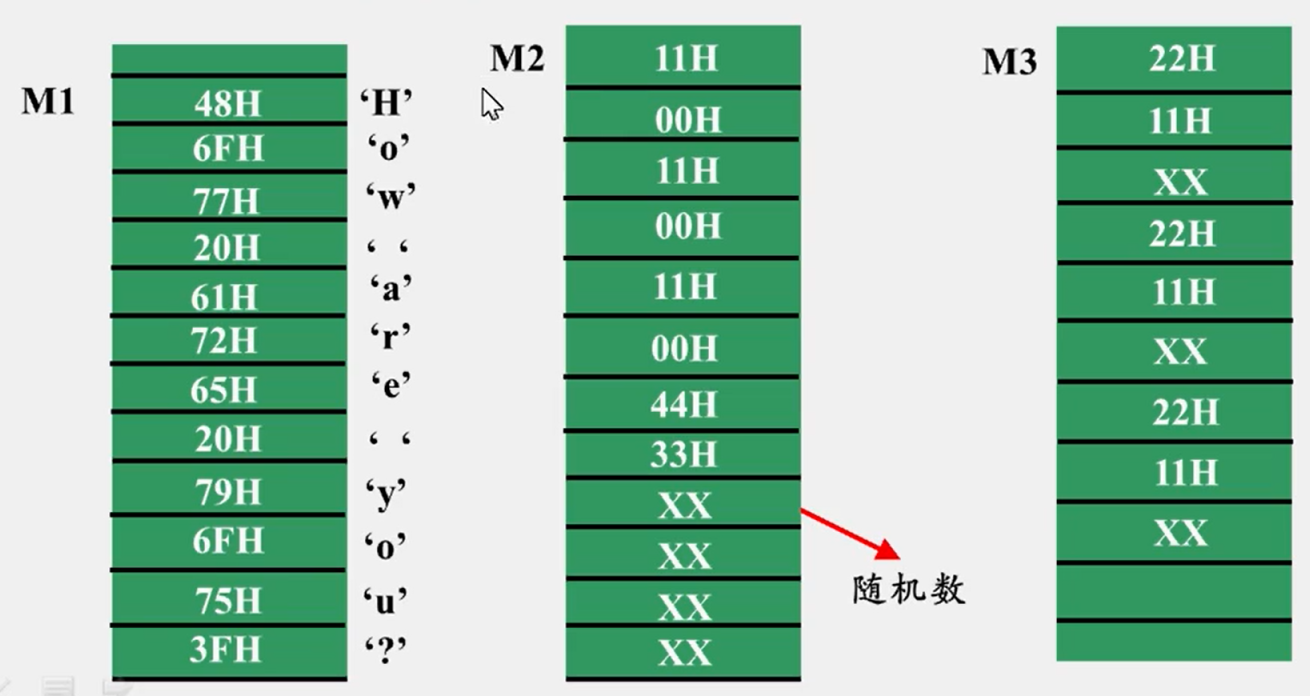 M1
48H ‘H’
6FH ‘o’
77H ‘w’
20H ‘ ‘
61H ‘a’
72H ‘r’
65H ‘e’
20H ‘ ‘
79H ‘y’
6FH ‘o’
75H ‘u’
3FH ‘?’
M2
11H
00H
11H
00H
11H
00H
44H
33H
XX
XX
XX
XX
随机数
M3
22H
11H
XX
22H
11H
XX
22H
11H
XX